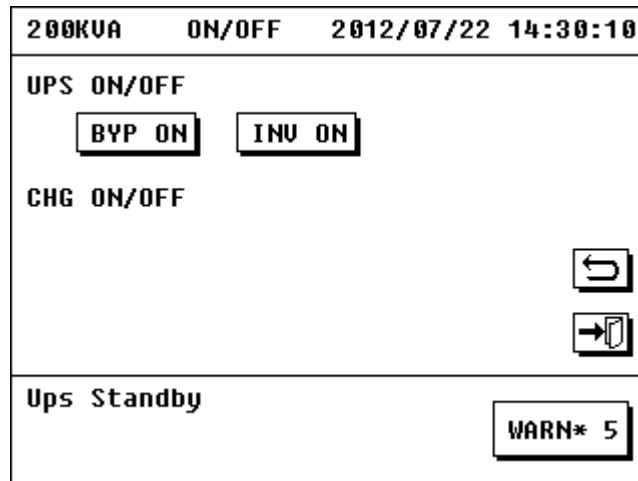 200KVA ON/OFF 2012/07/22 14:30:10
UPS ON/OFF
BYP ON INV ON
CHG ON/OFF
Ups Standby
WARN* 5